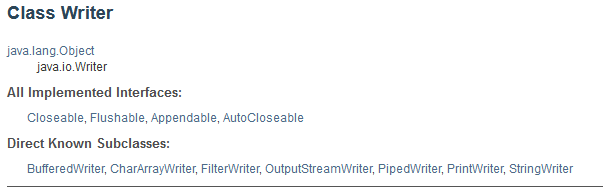 Class Writer
java.lang.Object
java.io.Writer
All Implemented Interfaces:
Closeable, Flushable, Appendable, AutoCloseable
Direct Known Subclasses:
BufferedWriter, CharArrayWriter, FilterWriter, OutputStreamWriter, PipedWriter, PrintWriter, StringWriter